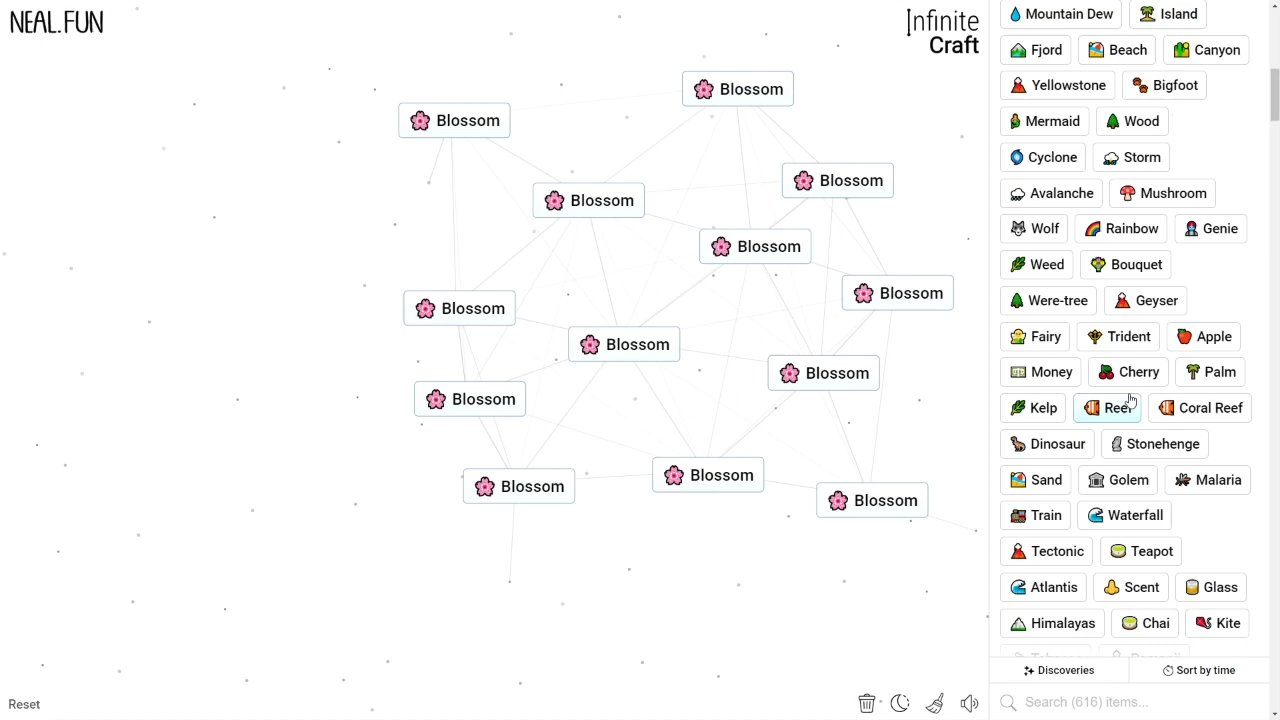 NEAL.FUN
Infinite
Craft
Blossom
Blossom
Blossom
Blossom
Blossom
Blossom
Blossom
Blossom
Blossom
Blossom
Blossom
Blossom
Blossom
Reset
Mountain Dew Island
Fjord Beach Canyon
Yellowstone Bigfoot
Mermaid Wood
Cyclone Storm
Avalanche Mushroom
Wolf Rainbow Genie
Weed Bouquet
Were-tree Geyser
Fairy Trident Apple
Money Cherry Palm
Kelp Reef Coral Reef
Dinosaur Stonehenge
Sand Golem Malaria
Train Waterfall
Tectonic Teapot
Atlantis Scent Glass
Himalayas Chai Kite
Discoveries Sort by time
Search (616) items...